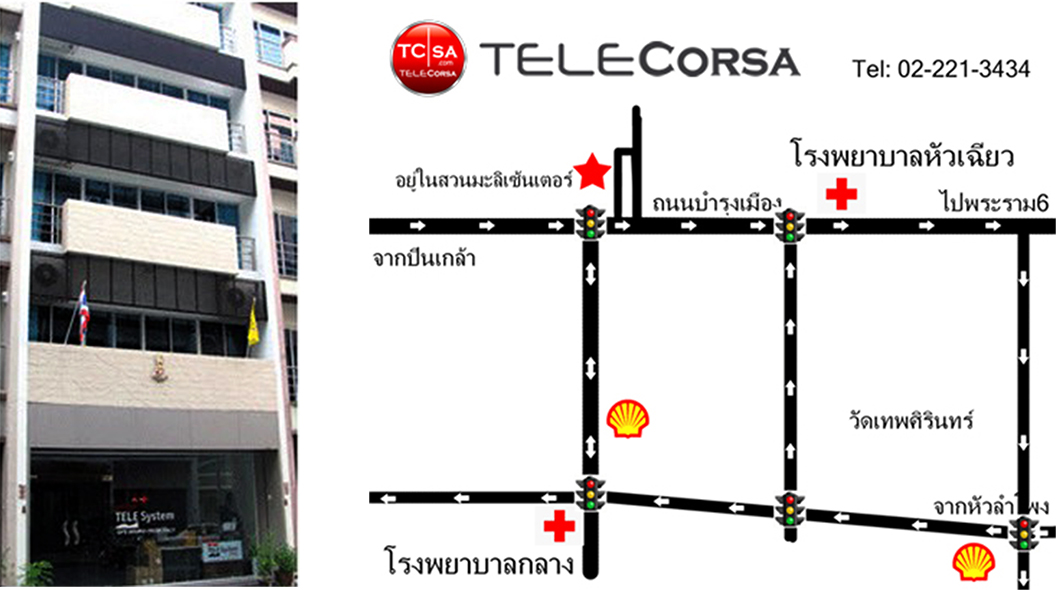 TC SA
.com
TELECORSA
TELECORSA
Tel: 02-221-3434
โรงพยาบาลหัวเฉียว
อยู่ในสวนมะลิเซ็นเตอร์
ถนนบำรุงเมือง
ไปพระราม6
จากปิ่นเกล้า
วัดเทพศิรินทร์
จากหัวลำโพง
โรงพยาบาลกลาง
TELE System